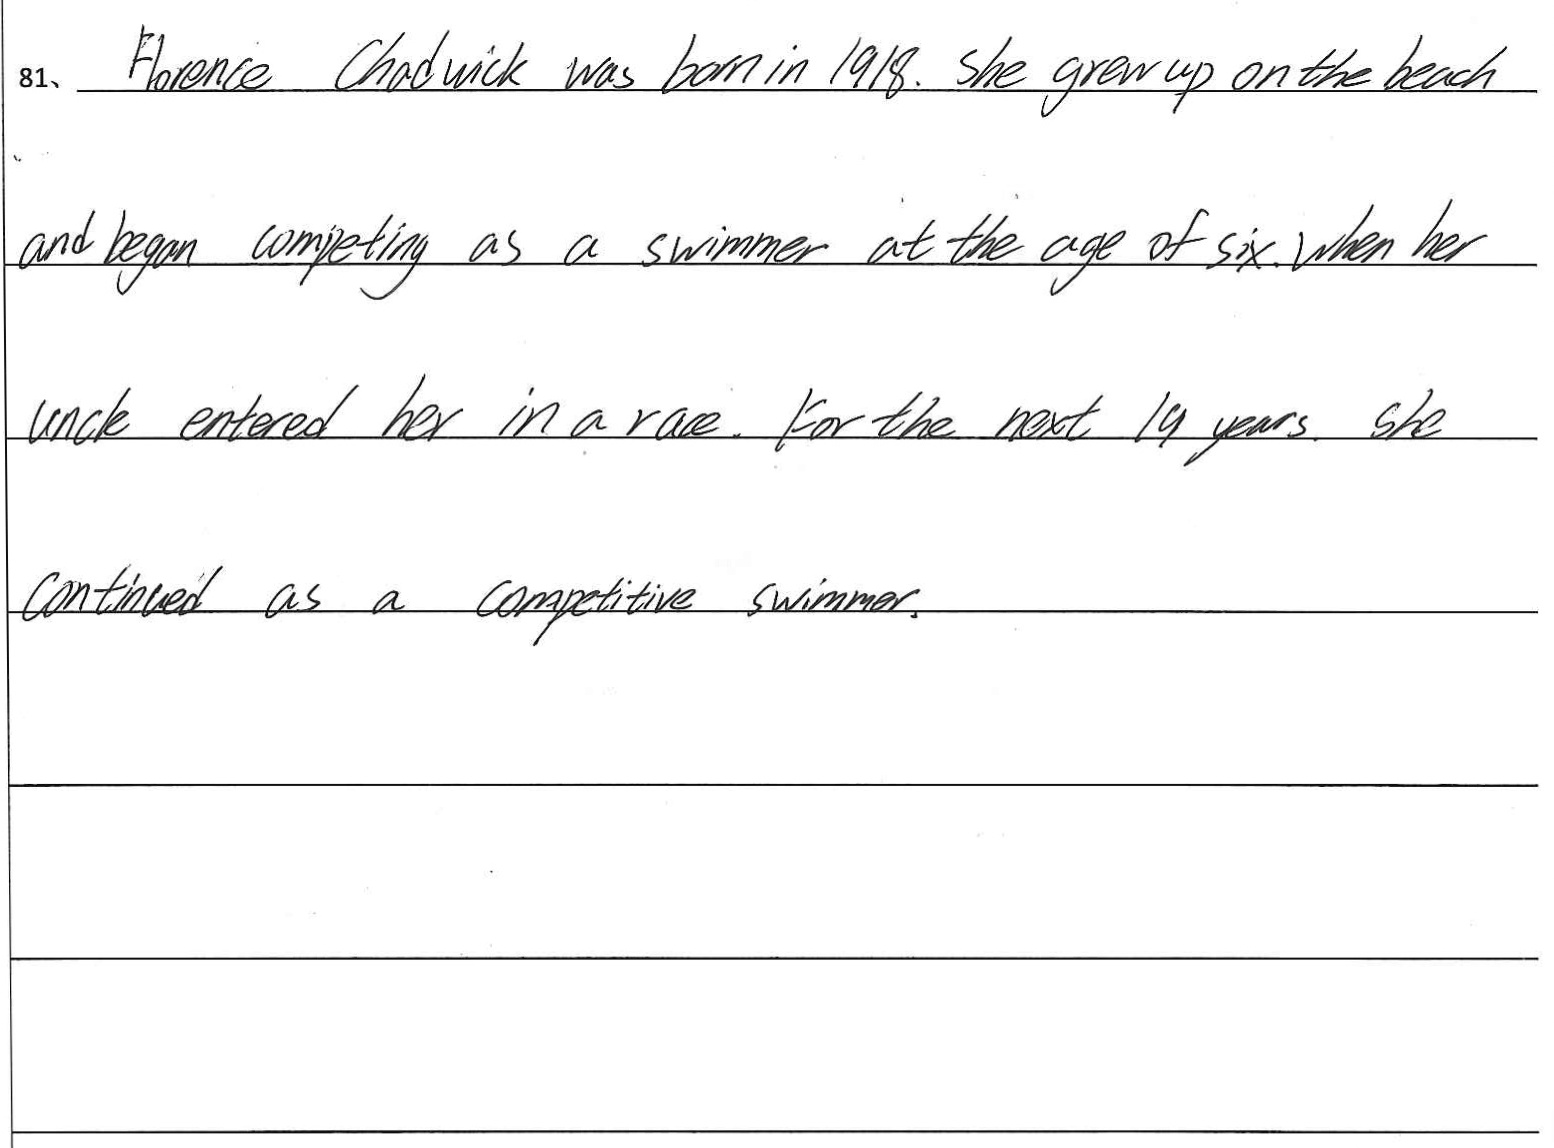 81、 Florence Chadwick was born in 1918. She grew up on the beach
and began competing as a swimmer at the age of six. When her
uncle entered her in a race. For the next 19 years. She
continued as a competitive swimmer.